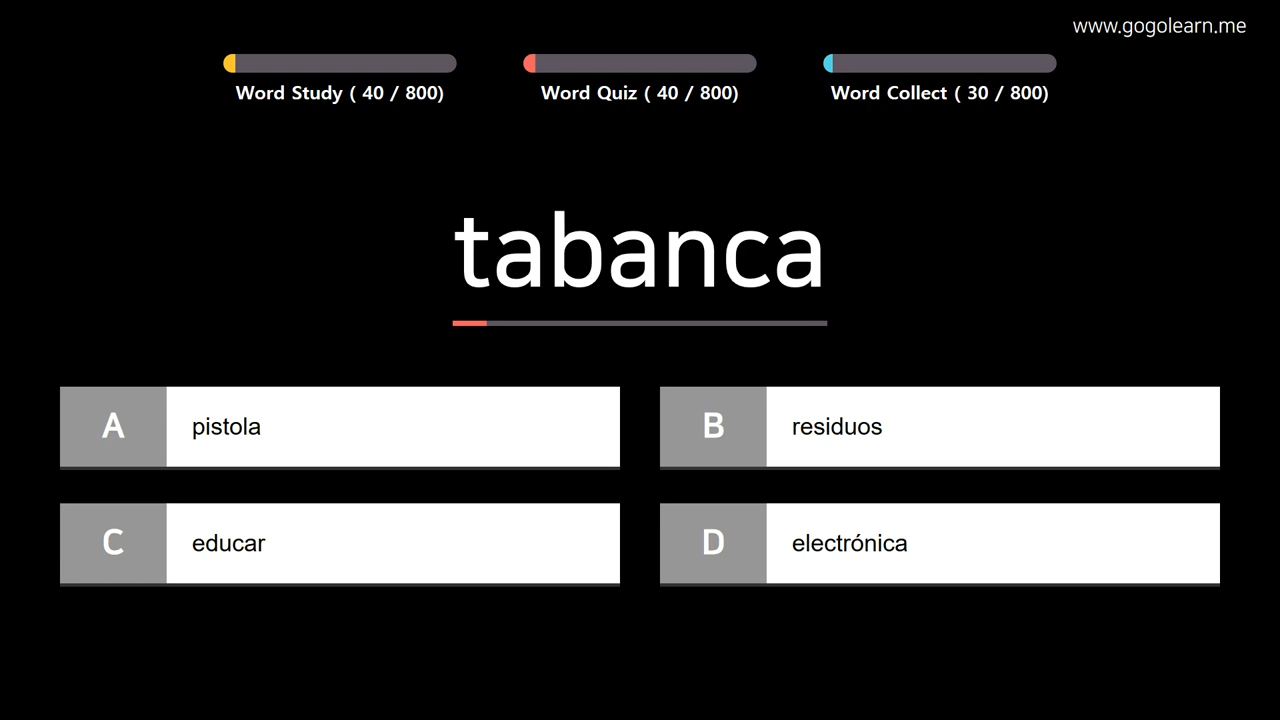 www.gogolearn.me
Word Study ( 40 / 800)
Word Quiz ( 40 / 800)
Word Collect ( 30 / 800)
tabanca
A pistola
B residuos
C educar
D electrónica